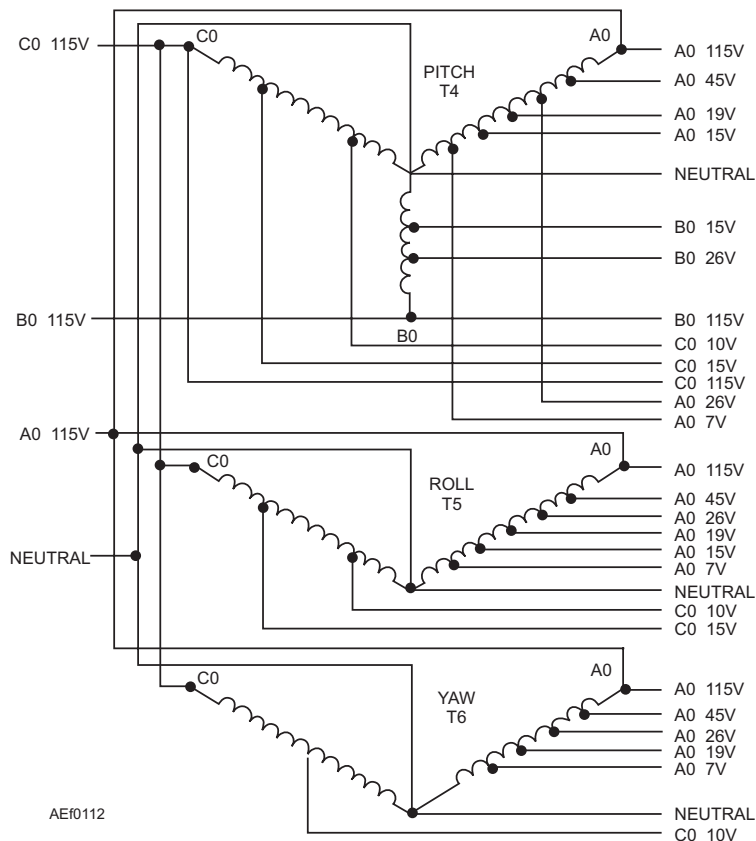 C0 115V
C0
PITCH
T4
A0
A0 115V
A0 45V
A0 19V
A0 15V
NEUTRAL
B0 15V
B0 26V
B0 115V
B0
B0 115V
C0 10V
C0 15V
C0 115V
A0 26V
A0 7V
A0 115V
C0
ROLL
T5
A0
A0 115V
A0 45V
A0 26V
A0 19V
A0 15V
A0 7V
NEUTRAL
NEUTRAL
C0 10V
C0 15V
C0
YAW
T6
A0
A0 115V
A0 45V
A0 26V
A0 19V
A0 7V
NEUTRAL
C0 10V
AEf0112